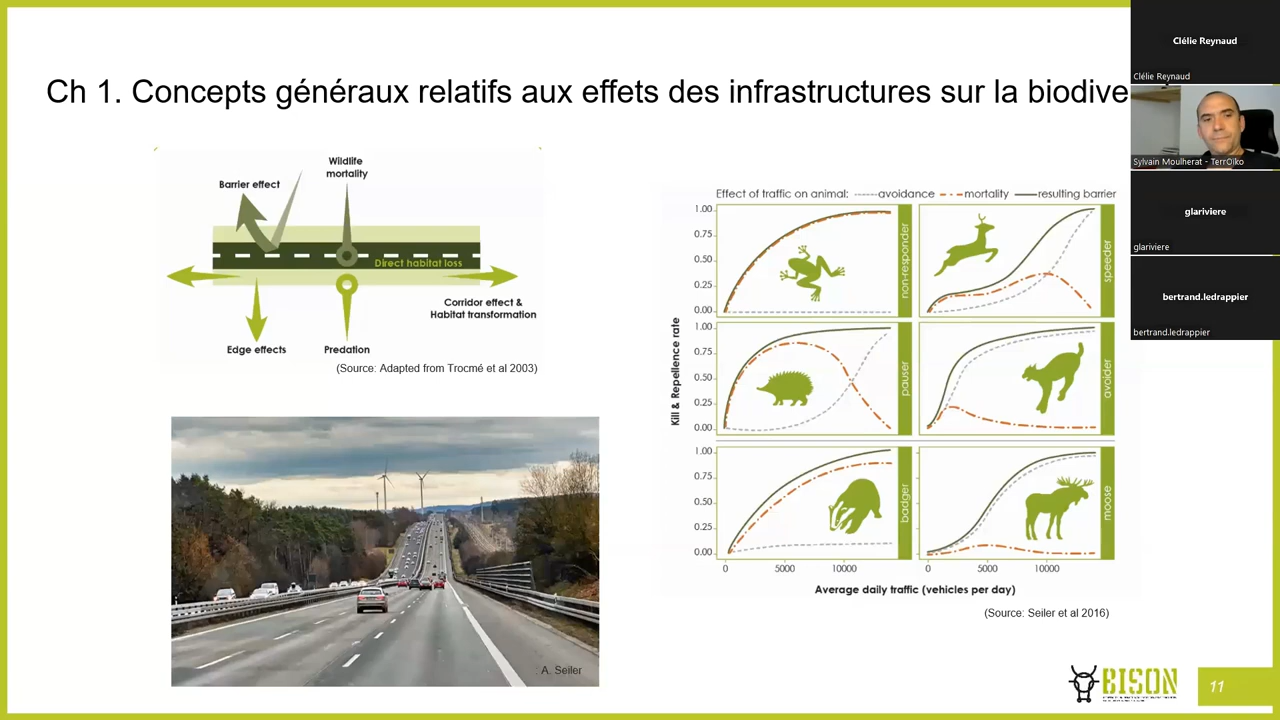 Ch 1. Concepts généraux relatifs aux effets des infrastructures sur la biodive
Wildlife
mortality
Barrier effect
Direct habitat loss
Corridor effect &
Habitat transformation
Edge effects
Predation
(Source: Adapted from Trocmé et al 2003)
A. Seiler
Effect of traffic on animal: avoidance mortality resulting barrier
1.00
0.75
0.50
0.25
0.00
non-responder
speeder
1.00
0.75
0.50
0.25
0.00
pauser
avoider
1.00
0.75
0.50
0.25
0.00
badger
moose
Kill & Repellence rate
0 5000 10000 0 5000 10000
Average daily traffic (vehicles per day)
(Source: Seiler et al 2016)
BISON
11
Clélie Reynaud
Clélie Reynaud
Sylvain Moulherat - TerrOïko
glariviere
glariviere
bertrand.ledrappier
bertrand.ledrappier